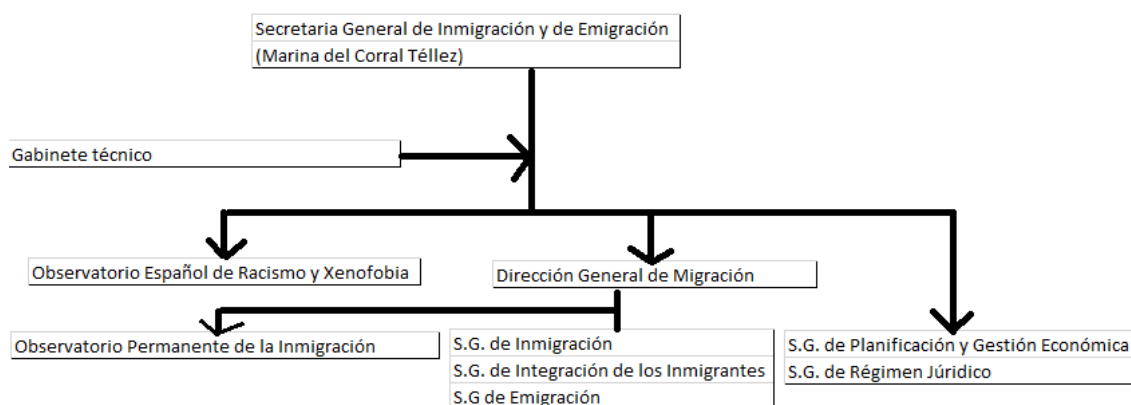 Secretaria General de Inmigración y de Emigración
(Marina del Corral Téllez)
Gabinete técnico
Observatorio Español de Racismo y Xenofobia
Dirección General de Migración
Observatorio Permanente de la Inmigración
S.G. de Inmigración
S.G. de Integración de los Inmigrantes
S.G de Emigración
S.G. de Planificación y Gestión Económica
S.G. de Régimen Júridico